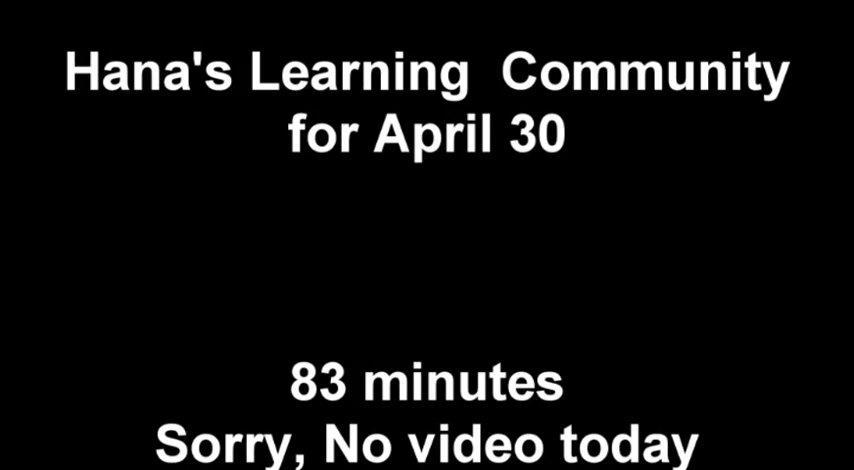 Hana's Learning  Community
for April 30
83 minutes
Sorry, No video today